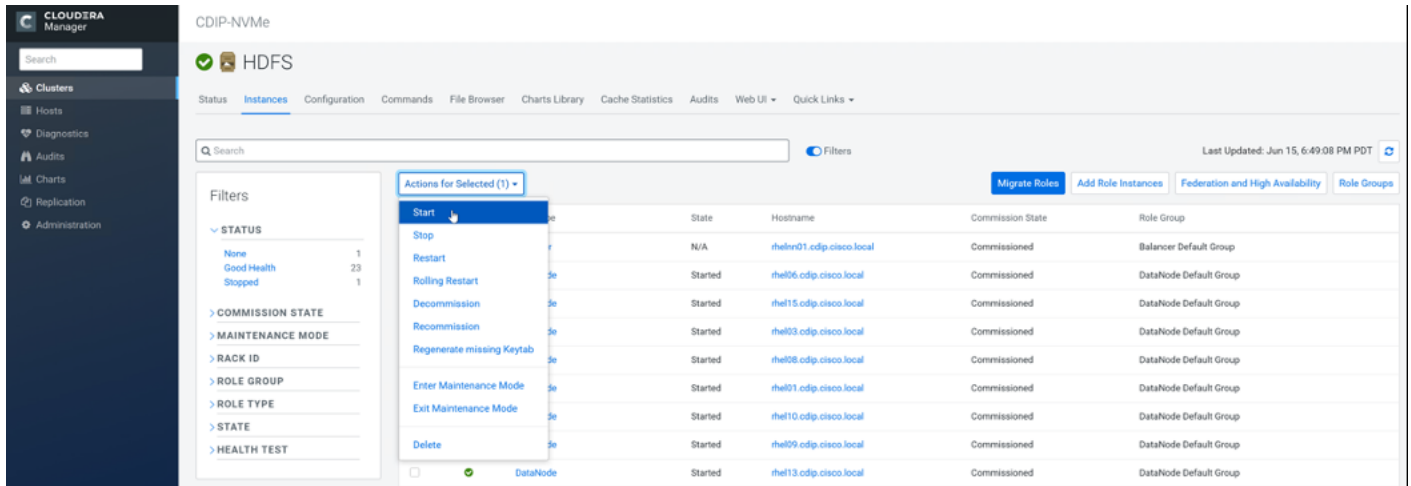 CLOUDERA
Manager
CDIP-NVMe
Search
HDFS
Clusters
Status Instances Configuration Commands File Browser Charts Library Cache Statistics Audits Web UI Quick Links
Hosts
Diagnostics
Audits
Search
Filters
Last Updated: Jun 15, 6:49:08 PM PDT
Charts
Replication
Administration
Filters
STATUS
None 1
Good Health 23
Stopped 1
COMMISSION STATE
MAINTENANCE MODE
RACK ID
ROLE GROUP
ROLE TYPE
STATE
HEALTH TEST
Actions for Selected (1)
Migrate Roles Add Role Instances Federation and High Availability Role Groups
Start
Stop
Restart
Rolling Restart
Decommission
Recommission
Regenerate missing Keytab
Enter Maintenance Mode
Exit Maintenance Mode
Delete
State Hostname Commission State Role Group
N/A rhelnn01.cdip.cisco.local Commissioned Balancer Default Group
Started rhel06.cdip.cisco.local Commissioned DataNode Default Group
Started rhel15.cdip.cisco.local Commissioned DataNode Default Group
Started rhel03.cdip.cisco.local Commissioned DataNode Default Group
Started rhel08.cdip.cisco.local Commissioned DataNode Default Group
Started rhel01.cdip.cisco.local Commissioned DataNode Default Group
Started rhel10.cdip.cisco.local Commissioned DataNode Default Group
Started rhel09.cdip.cisco.local Commissioned DataNode Default Group
DataNode Started rhel13.cdip.cisco.local Commissioned DataNode Default Group